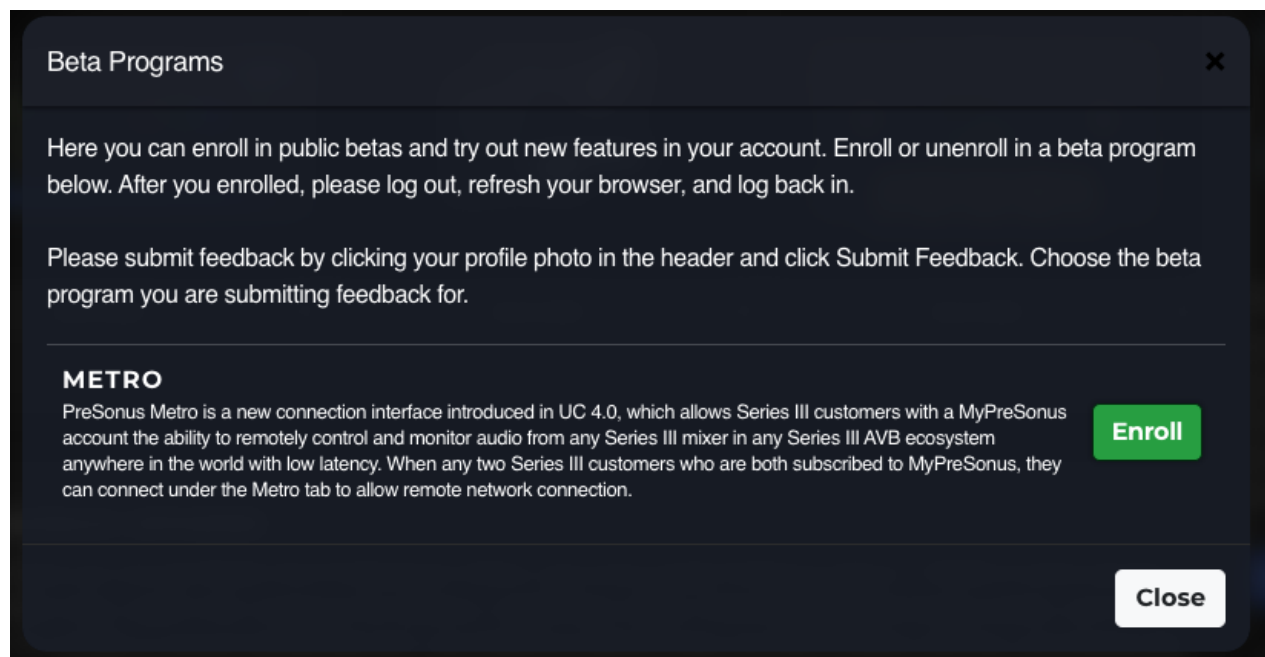 Beta Programs
Here you can enroll in public betas and try out new features in your account. Enroll or unenroll in a beta program
below. After you enrolled, please log out, refresh your browser, and log back in.
Please submit feedback by clicking your profile photo in the header and click Submit Feedback. Choose the beta
program you are submitting feedback for.
METRO
PreSonus Metro is a new connection interface introduced in UC 4.0, which allows Series III customers with a MyPreSonus
account the ability to remotely control and monitor audio from any Series III mixer in any Series III AVB ecosystem
anywhere in the world with low latency. When any two Series III customers who are both subscribed to MyPreSonus, they
can connect under the Metro tab to allow remote network connection.
Enroll
Close